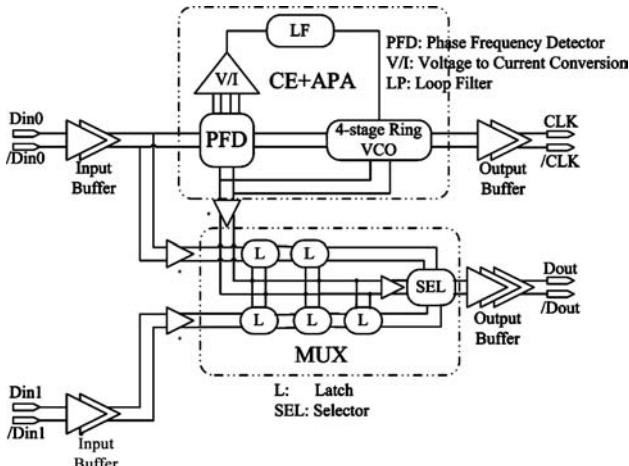 LF
PFD: Phase Frequency Detector
V/I: Voltage to Current Conversion
LP: Loop Filter
V/I
CE+APA
Din0
/Din0
Input
Buffer
PFD
4-stage Ring
VCO
CLK
/CLK
Output
Buffer
L
L
SEL
Dout
/Dout
Output
Buffer
L
L
L
MUX
L: Latch
SEL: Selector
Din1
/Din1
Input
Buffer